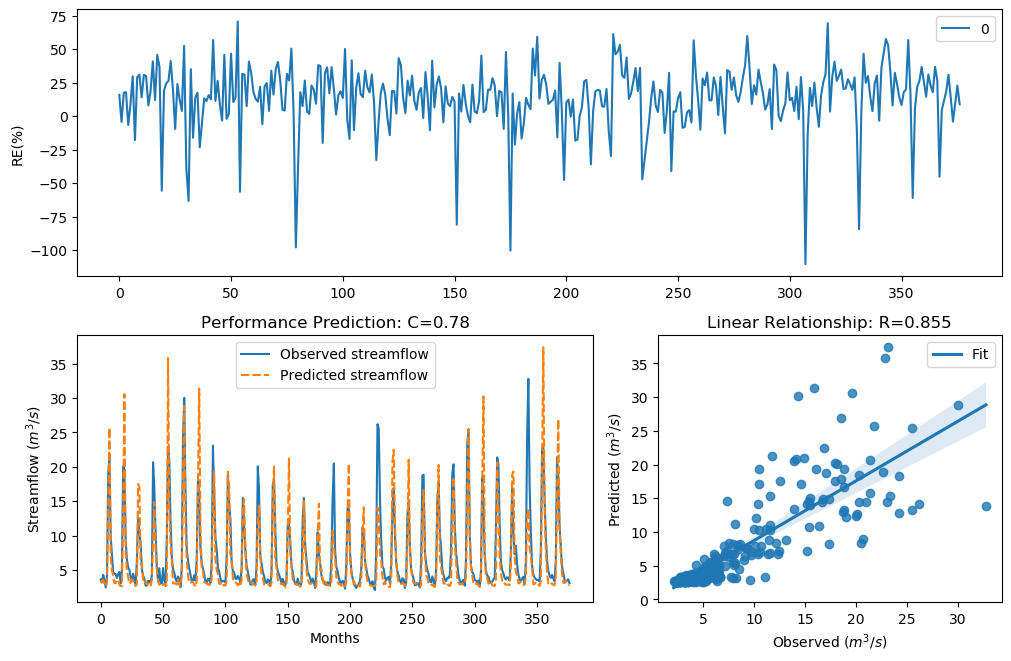 75
50
25
0
−25
−50
−75
−100
RE(%)
0
0 50 100 150 200 250 300 350
Performance Prediction: C=0.78
Observed streamflow
Predicted streamflow
35
30
25
20
15
10
5
Streamflow (m³/s)
0 50 100 150 200 250 300 350
Months
Linear Relationship: R=0.855
Fit
35
30
25
20
15
10
5
0
Predicted (m³/s)
5 10 15 20 25 30
Observed (m³/s)